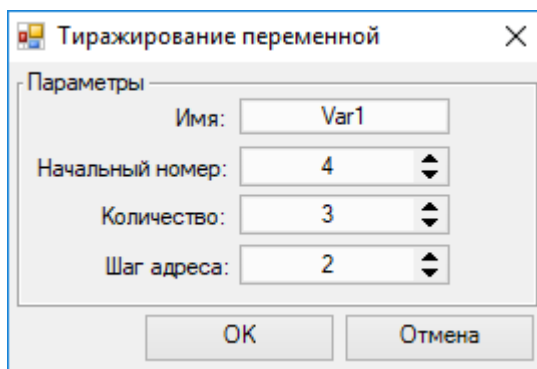 Тиражирование переменной
Параметры
Имя: Var1
Начальный номер: 4
Количество: 3
Шаг адреса: 2
OK Отмена